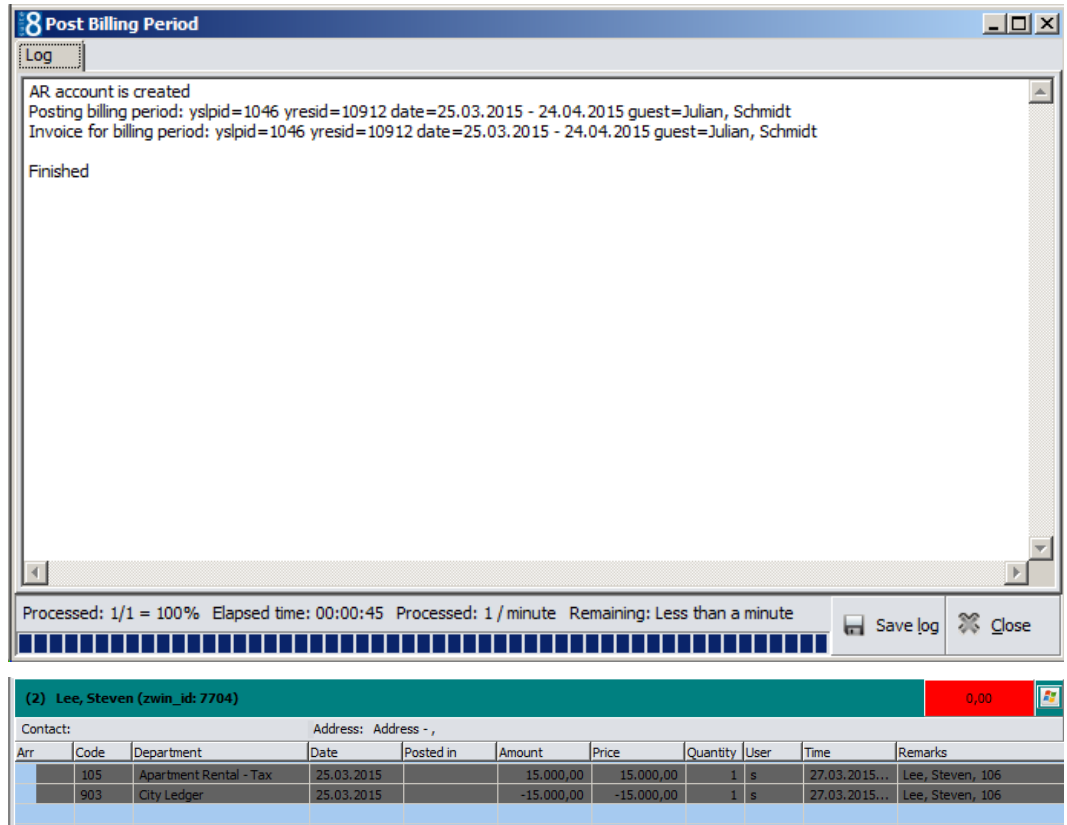 8 Post Billing Period
Log
AR account is created
Posting billing period: yslpid=1046 yresid=10912 date=25.03.2015 - 24.04.2015 guest=Julian, Schmidt
Invoice for billing period: yslpid=1046 yresid=10912 date=25.03.2015 - 24.04.2015 guest=Julian, Schmidt
Finished
Processed: 1/1 = 100% Elapsed time: 00:00:45 Processed: 1 / minute Remaining: Less than a minute Save log Close
(2) Lee, Steven (zwin_id: 7704) 0,00
Contact: Address: Address - ,
Arr Code Department Date Posted in Amount Price Quantity User Time Remarks
105 Apartment Rental - Tax 25.03.2015 15.000,00 15.000,00 1 s 27.03.2015... Lee, Steven, 106
903 City Ledger 25.03.2015 -15.000,00 -15.000,00 1 s 27.03.2015... Lee, Steven, 106